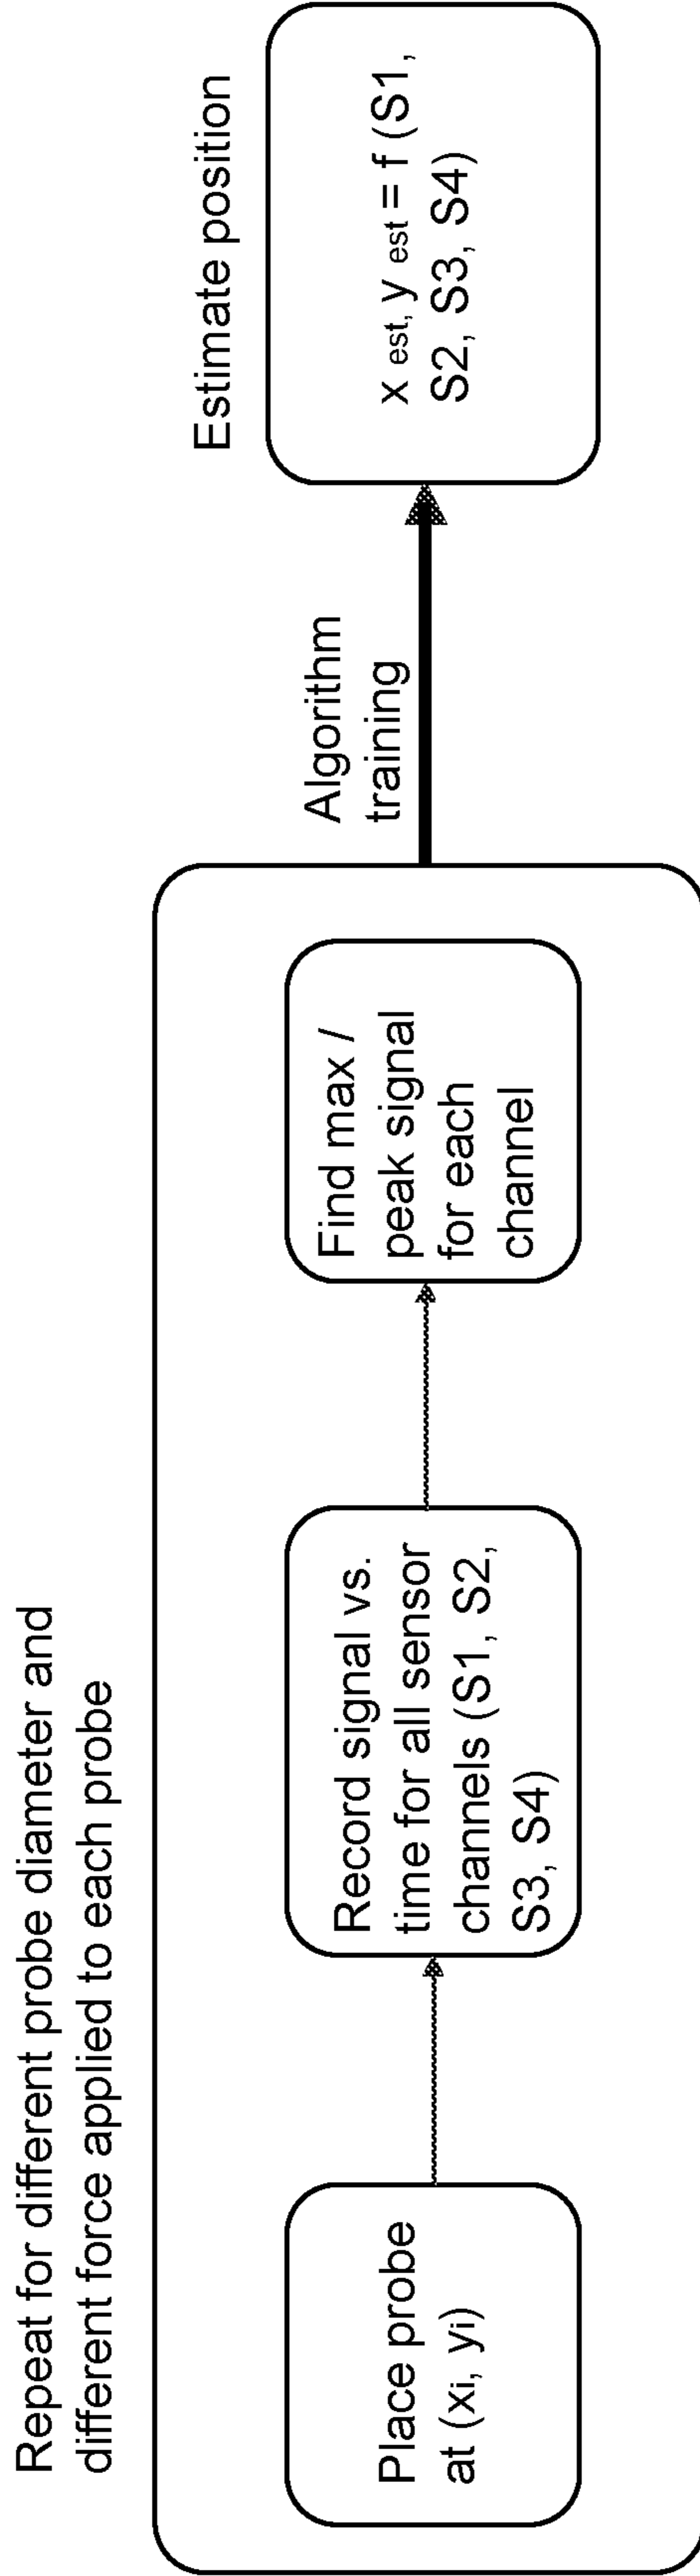 Repeat for different probe diameter and
different force applied to each probe
Place probe
at (xi, yi)
Record signal vs.
time for all sensor
channels (S1, S2,
S3, S4)
Find max /
peak signal
for each
channel
Algorithm
training
Estimate position
x est, y est = f (S1,
S2, S3, S4)